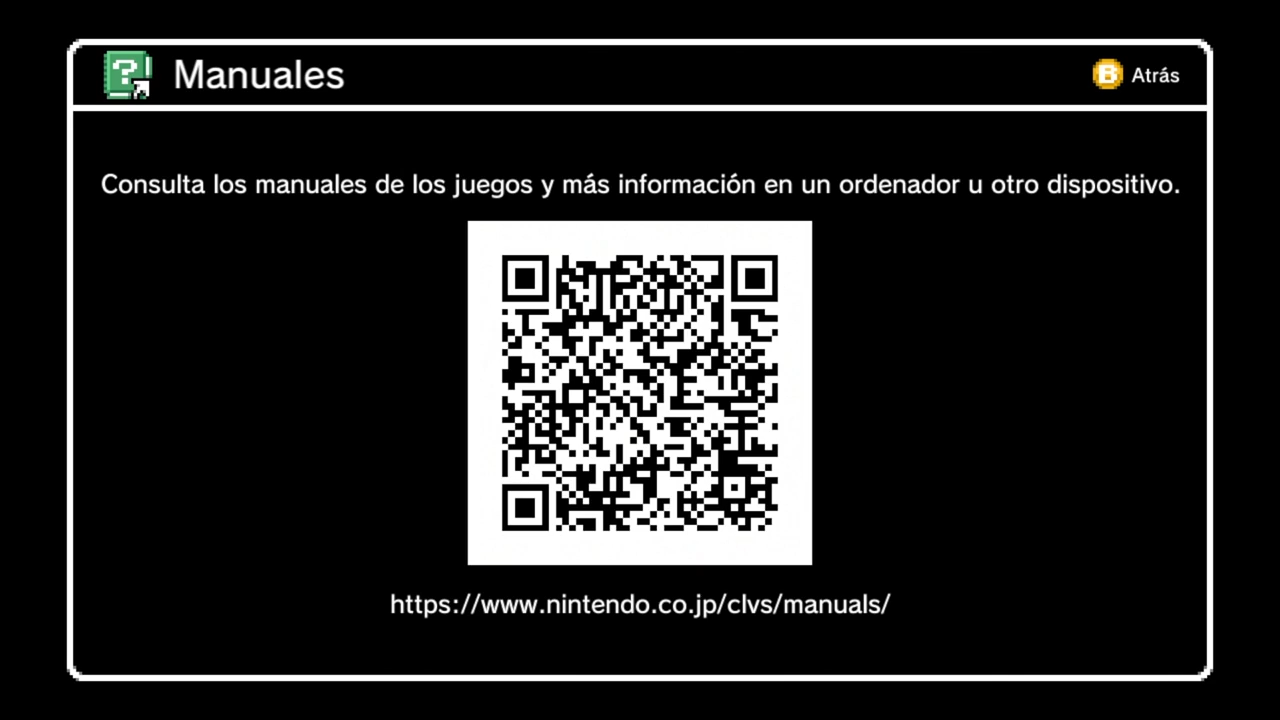 Manuales
B Atrás
Consulta los manuales de los juegos y más información en un ordenador u otro dispositivo.
https://www.nintendo.co.jp/clvs/manuals/